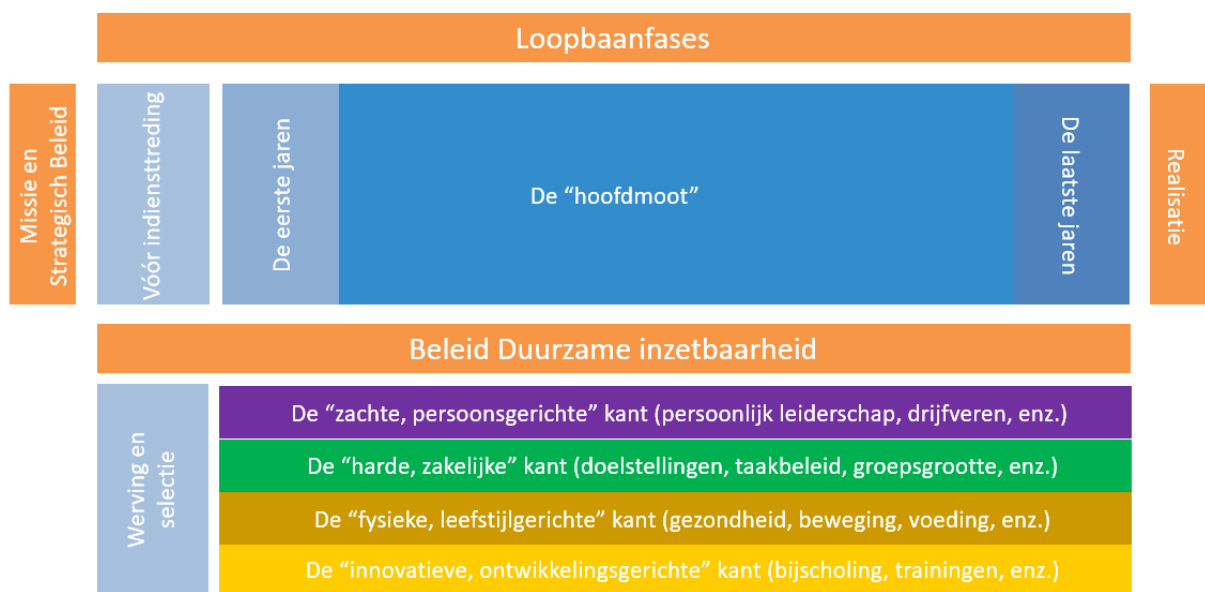 Loopbaanfases
Missie en
Strategisch Beleid
Vóór indiensttreding
De eerste jaren
De “hoofdmoot”
De laatste jaren
Realisatie
Beleid Duurzame inzetbaarheid
Werving en
selectie
De “zachte, persoonsgerichte” kant (persoonlijk leiderschap, drijfveren, enz.)
De “harde, zakelijke” kant (doelstellingen, taakbeleid, groepsgrootte, enz.)
De “fysieke, leefstijlgerichte” kant (gezondheid, beweging, voeding, enz.)
De “innovatieve, ontwikkelingsgerichte” kant (bijscholing, trainingen, enz.)